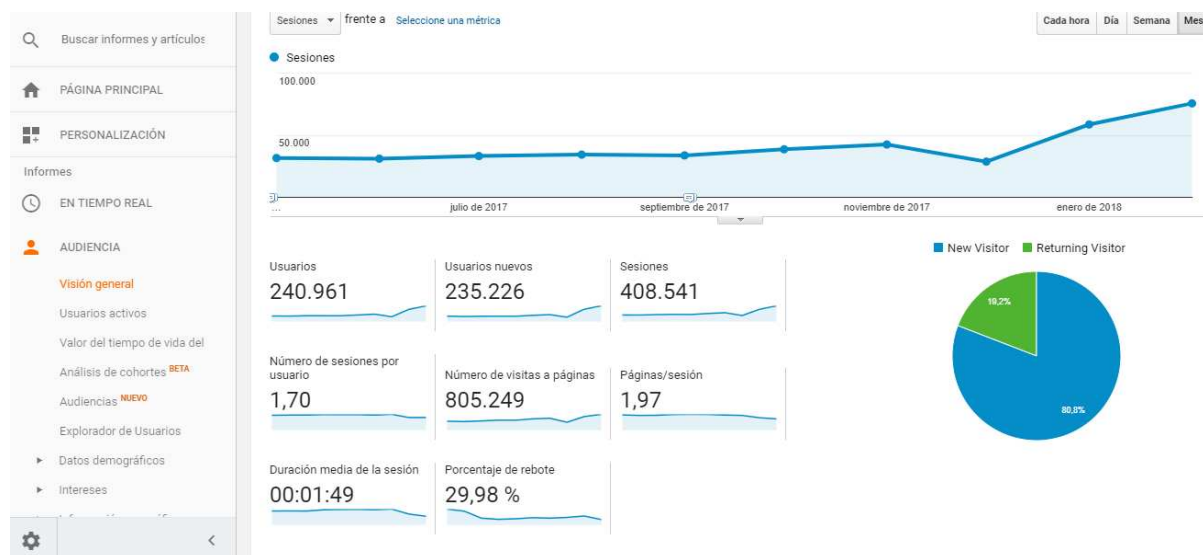 Buscar informes y artículos
PÁGINA PRINCIPAL
PERSONALIZACIÓN
Informes
EN TIEMPO REAL
AUDIENCIA
Visión general
Usuarios activos
Valor del tiempo de vida del
Análisis de cohortes BETA
Audiencias NUEVO
Explorador de Usuarios
Datos demográficos
Intereses
Sesiones frente a Seleccione una métrica
Cada hora Día Semana Mes
Sesiones
100.000
50.000
... julio de 2017 septiembre de 2017 noviembre de 2017 enero de 2018
New Visitor Returning Visitor
19,2%
80,8%
Usuarios
240.961
Usuarios nuevos
235.226
Sesiones
408.541
Número de sesiones por
usuario
1,70
Número de visitas a páginas
805.249
Páginas/sesión
1,97
Duración media de la sesión
00:01:49
Porcentaje de rebote
29,98 %